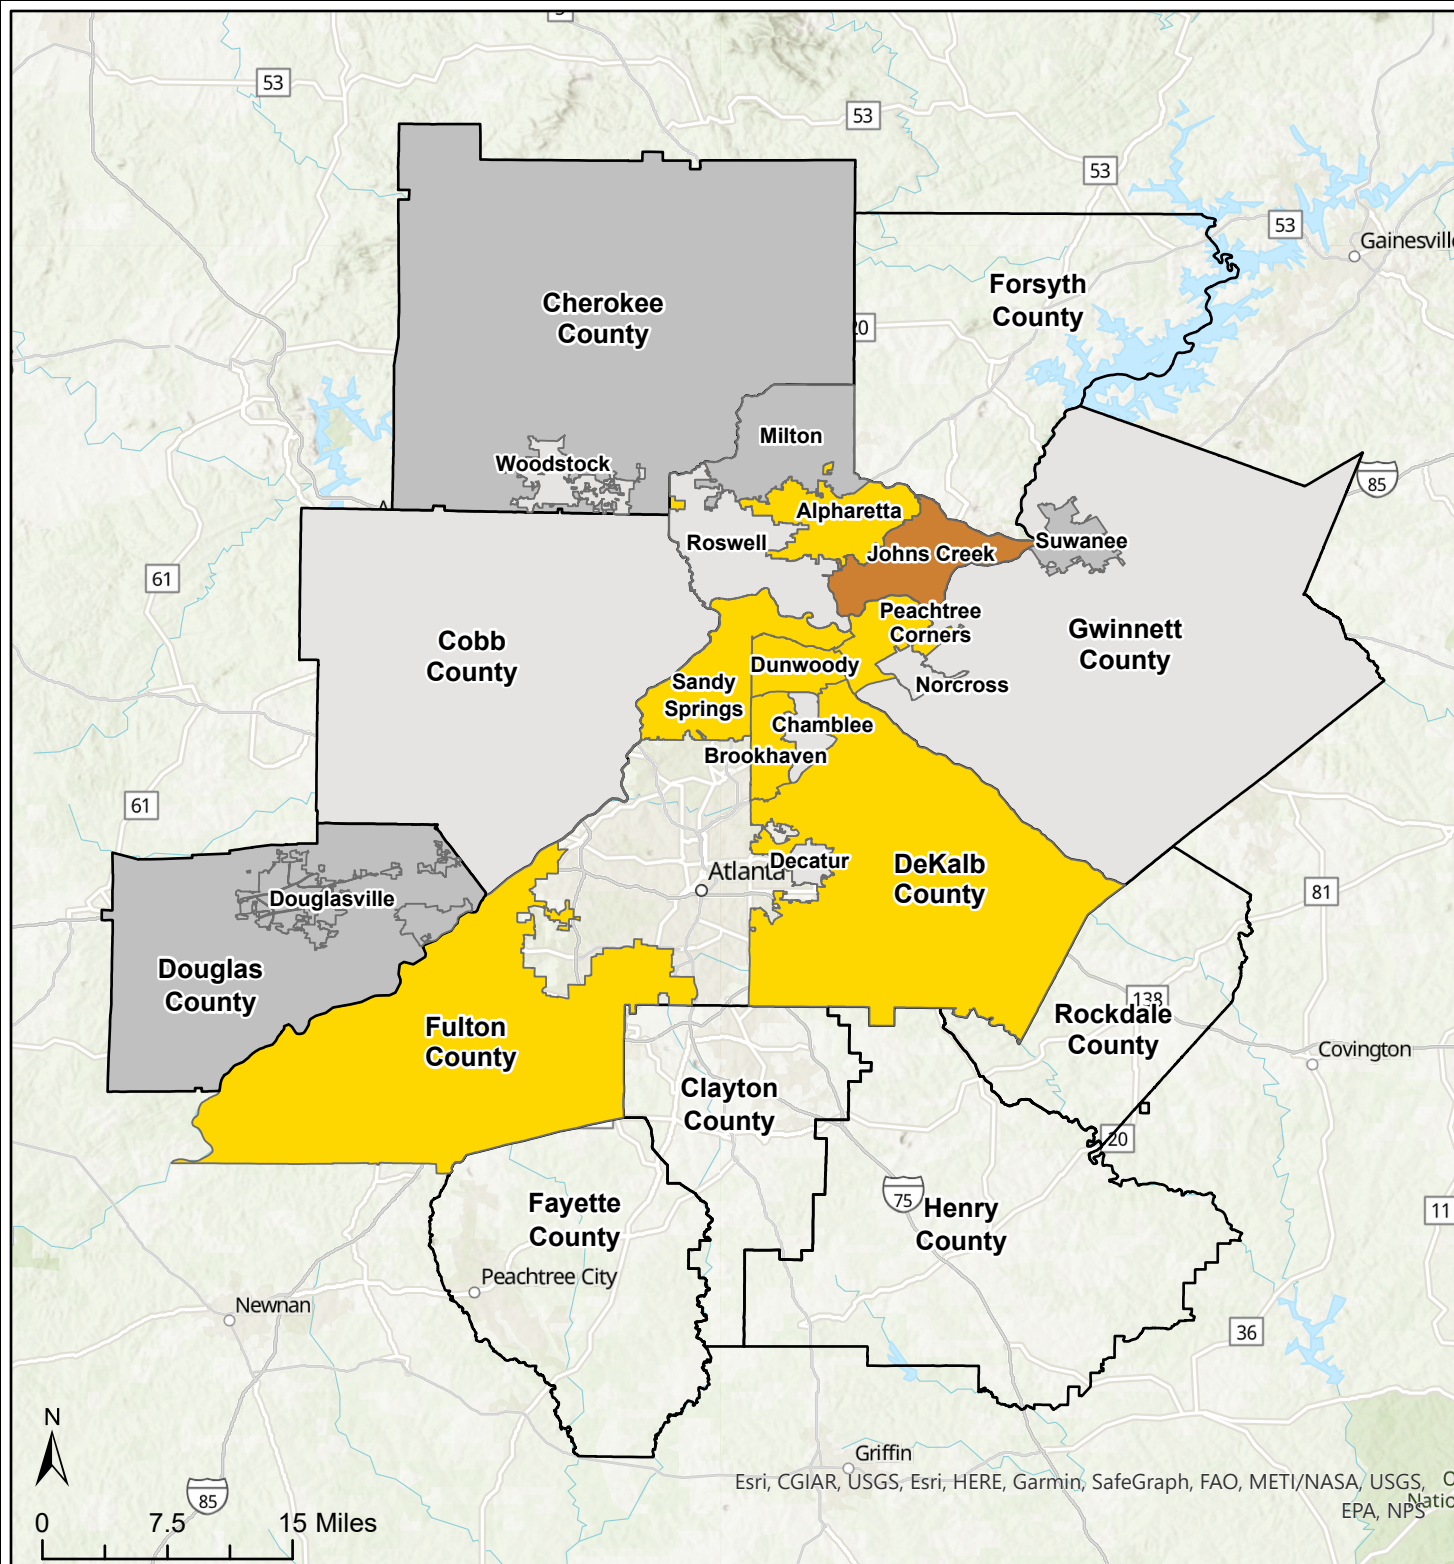 53
53
53
53
Gainesville
Forsyth
County
Cherokee
County
20
Milton
Woodstock
85
Alpharetta
Suwanee
Roswell
Johns Creek
61
Peachtree
Corners
Gwinnett
County
Cobb
County
Dunwoody
Sandy
Springs
Norcross
Chamblee
Brookhaven
61
Atlanta
Decatur
DeKalb
County
81
Douglasville
Douglas
County
138
Rockdale
County
Fulton
County
Covington
Clayton
County
20
75
Henry
County
11
Fayette
County
Peachtree City
Newnan
36
N
Griffin
85
Esri, CGIAR, USGS, Esri, HERE, Garmin, SafeGraph, FAO, METI/NASA, USGS,
EPA, NPS
0 7.5 15 Miles